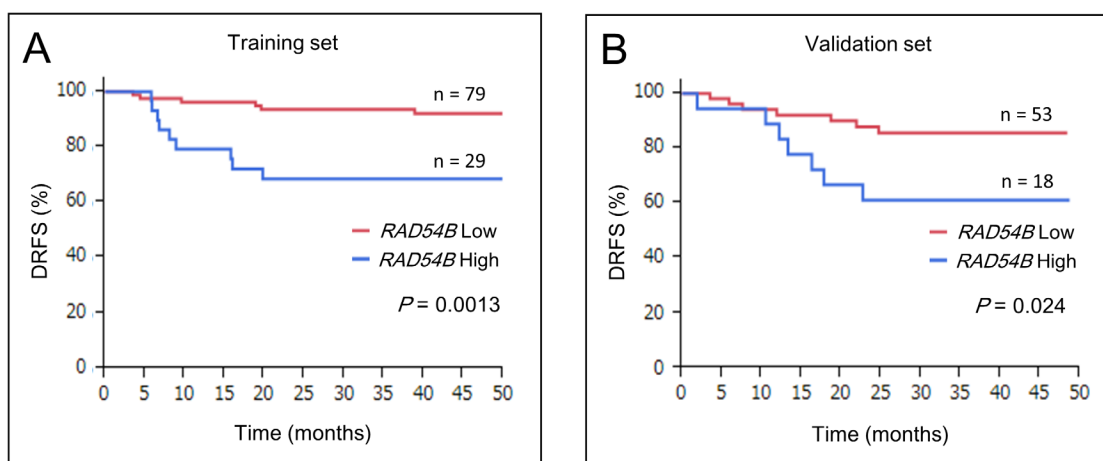 A
Training set
DRFS (%)
100
80
60
40
20
0
n = 79
n = 29
RAD54B Low
RAD54B High
P = 0.0013
0 5 10 15 20 25 30 35 40 45 50
Time (months)
B
Validation set
DRFS (%)
100
80
60
40
20
0
n = 53
n = 18
RAD54B Low
RAD54B High
P = 0.024
0 5 10 15 20 25 30 35 40 45 50
Time (months)